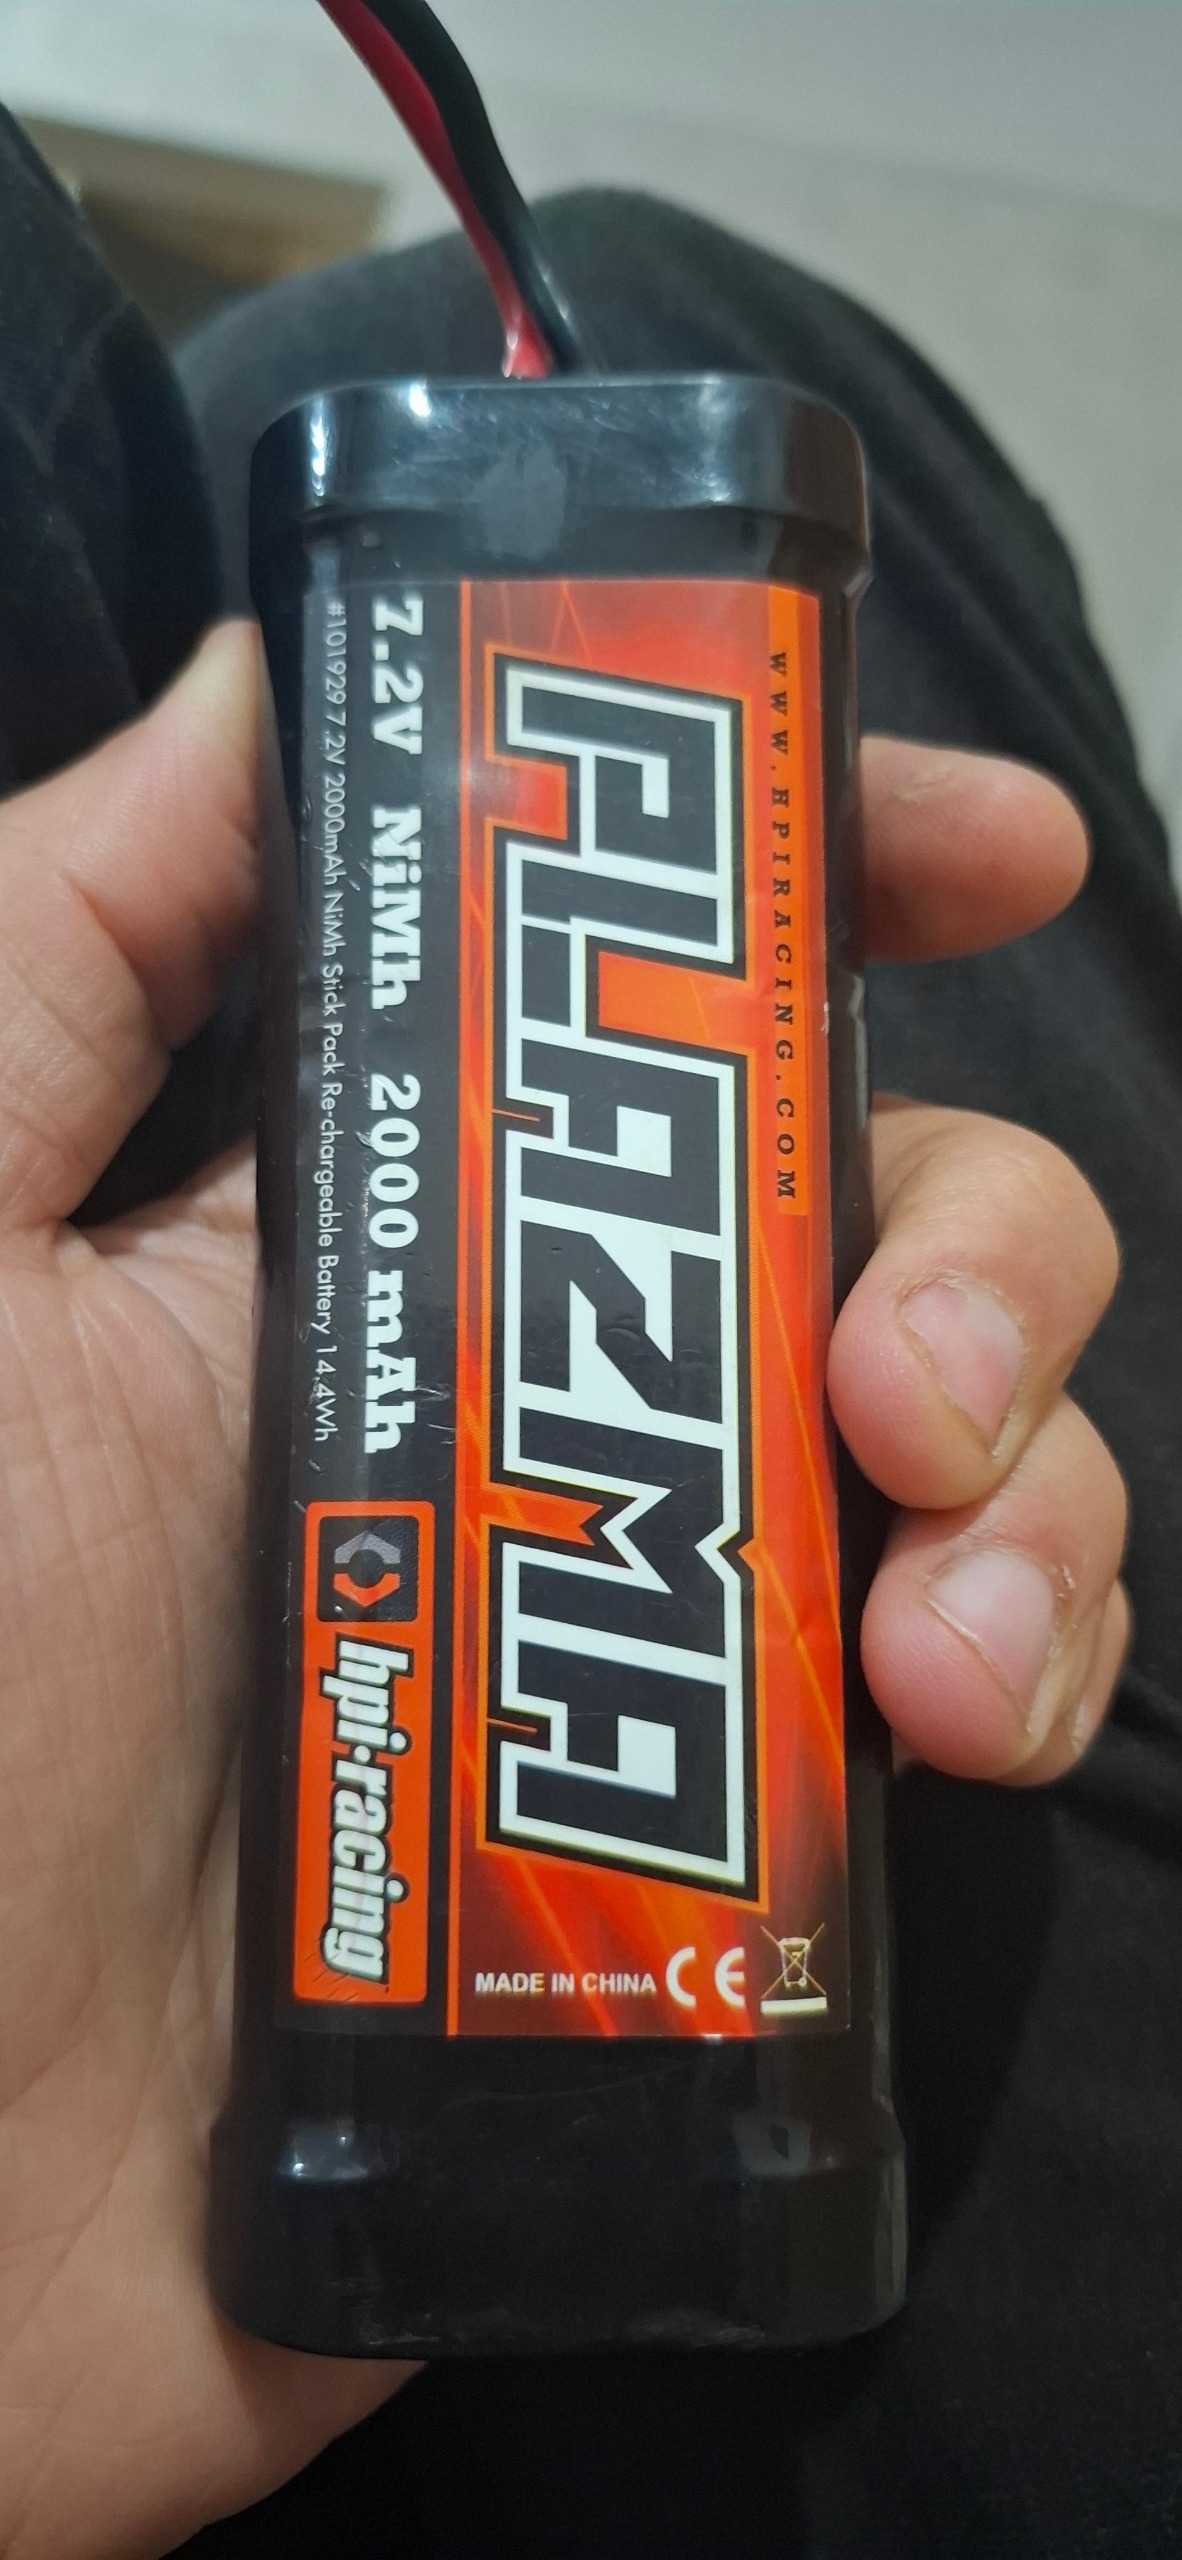 WWW.HPIRACING.COM
PLAZMA
7.2V NiMh 2000 mAh
#101929 7.2V 2000mAh NiMh Stick Pack Re-chargeable Battery 14.4Wh
hpi·racing
MADE IN CHINA CE